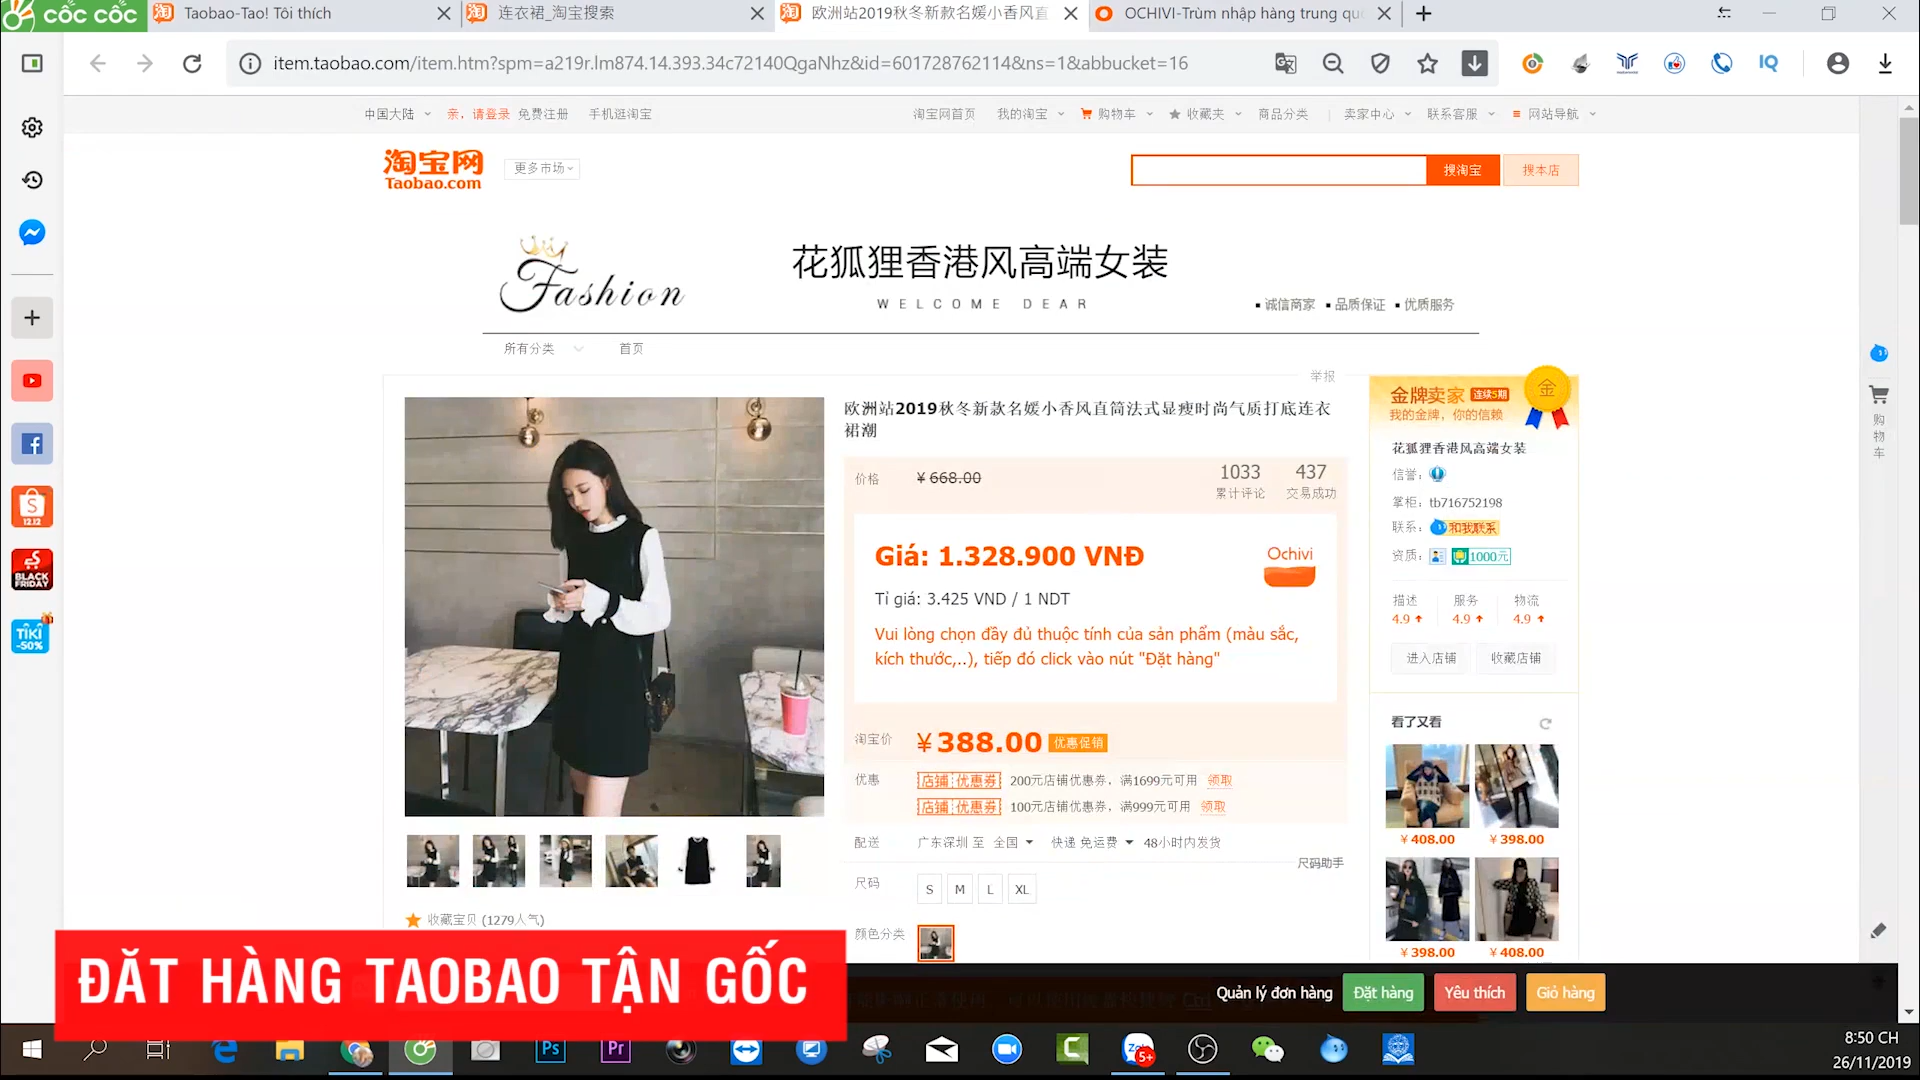 cốc cốc
Taobao-Tao! Tôi thích
连衣裙_淘宝搜索
欧洲站2019秋冬新款名媛小香风直
OCHIVI-Trùm nhập hàng trung quố
item.taobao.com/item.htm?spm=a219r.lm874.14.393.34c72140QgaNhz&id=601728762114&ns=1&abbucket=16
IQ
中国大陆 亲，请登录 免费注册 手机逛淘宝
淘宝网首页 我的淘宝 购物车 收藏夹 商品分类 | 卖家中心 联系客服 网站导航
淘宝网
Taobao.com
更多市场
搜淘宝 搜本店
Fashion
花狐狸香港风高端女装
WELCOME DEAR
▪ 诚信商家 ▪ 品质保证 ▪ 优质服务
所有分类 首页
举报
欧洲站2019秋冬新款名媛小香风直筒法式显瘦时尚气质打底连衣
裙潮
价格 ¥ 668.00
1033 437
累计评论 交易成功
Giá: 1.328.900 VNĐ
Ochivi
Tỉ giá: 3.425 VND / 1 NDT
Vui lòng chọn đầy đủ thuộc tính của sản phẩm (màu sắc,
kích thước,..), tiếp đó click vào nút "Đặt hàng"
淘宝价 ¥ 388.00 优惠促销
优惠 店铺 优惠券 200元店铺优惠券，满1699元可用 领取
店铺 优惠券 100元店铺优惠券，满999元可用 领取
配送 广东深圳 至 全国 快递 免运费 48小时内发货
尺码助手
尺码 S M L XL
颜色分类
收藏宝贝 (1279人气)
金牌卖家 连续5期
金
我的金牌，你的信赖
花狐狸香港风高端女装
信誉：
掌柜：tb716752198
联系：和我联系
资质：1000元
描述 服务 物流
4.9 4.9 4.9
进入店铺 收藏店铺
看了又看
¥ 408.00 ¥ 398.00
¥ 398.00 ¥ 408.00
购物车
12.12
BLACK
FRIDAY
TIKI
-50%
ĐẶT HÀNG TAOBAO TẬN GỐC
Quản lý đơn hàng Đặt hàng Yêu thích Giỏ hàng
Ps Pr
5+
8:50 CH
26/11/2019